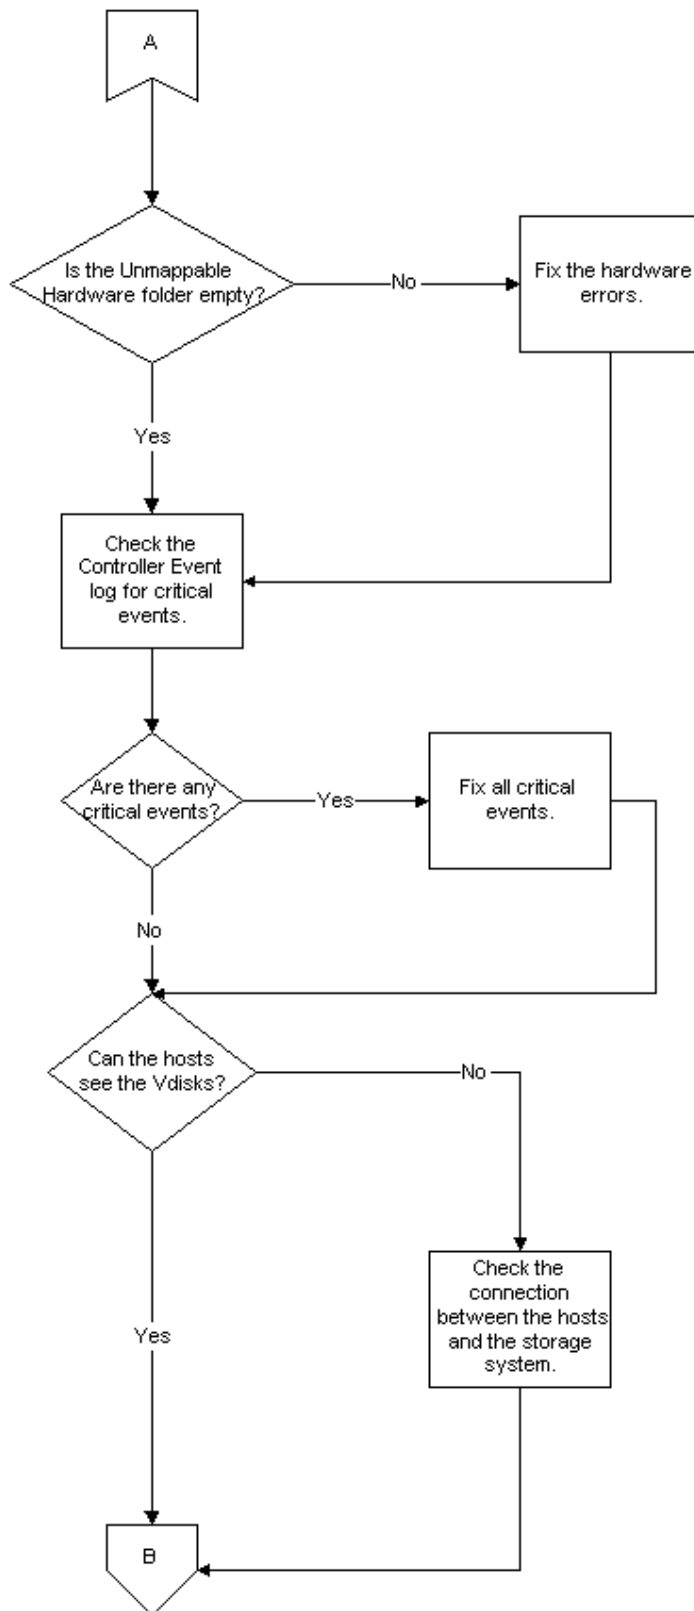 A
Is the Unmappable
Hardware folder empty?
No
Fix the hardware
errors.
Yes
Check the
Controller Event
log for critical
events.
Are there any
critical events?
Yes
Fix all critical
events.
No
Can the hosts
see the Vdisks?
No
Check the
connection
between the hosts
and the storage
system.
Yes
B